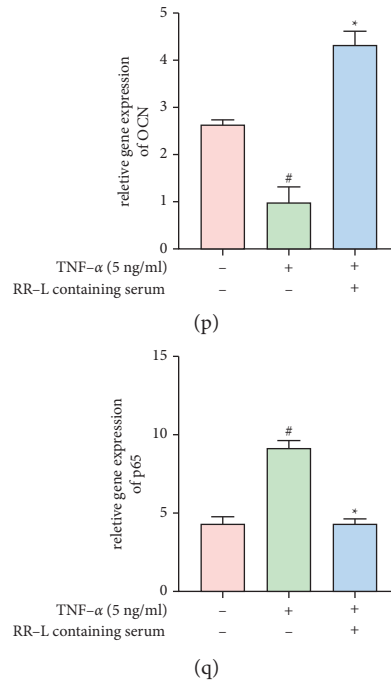 5
4
3
2
1
0
reletive gene expression
of OCN
#
*
TNF–α (5 ng/ml) – + +
RR–L containing serum – – +
(p)
15
10
5
0
reletive gene expression
of p65
#
*
TNF–α (5 ng/ml) – + +
RR–L containing serum – – +
(q)